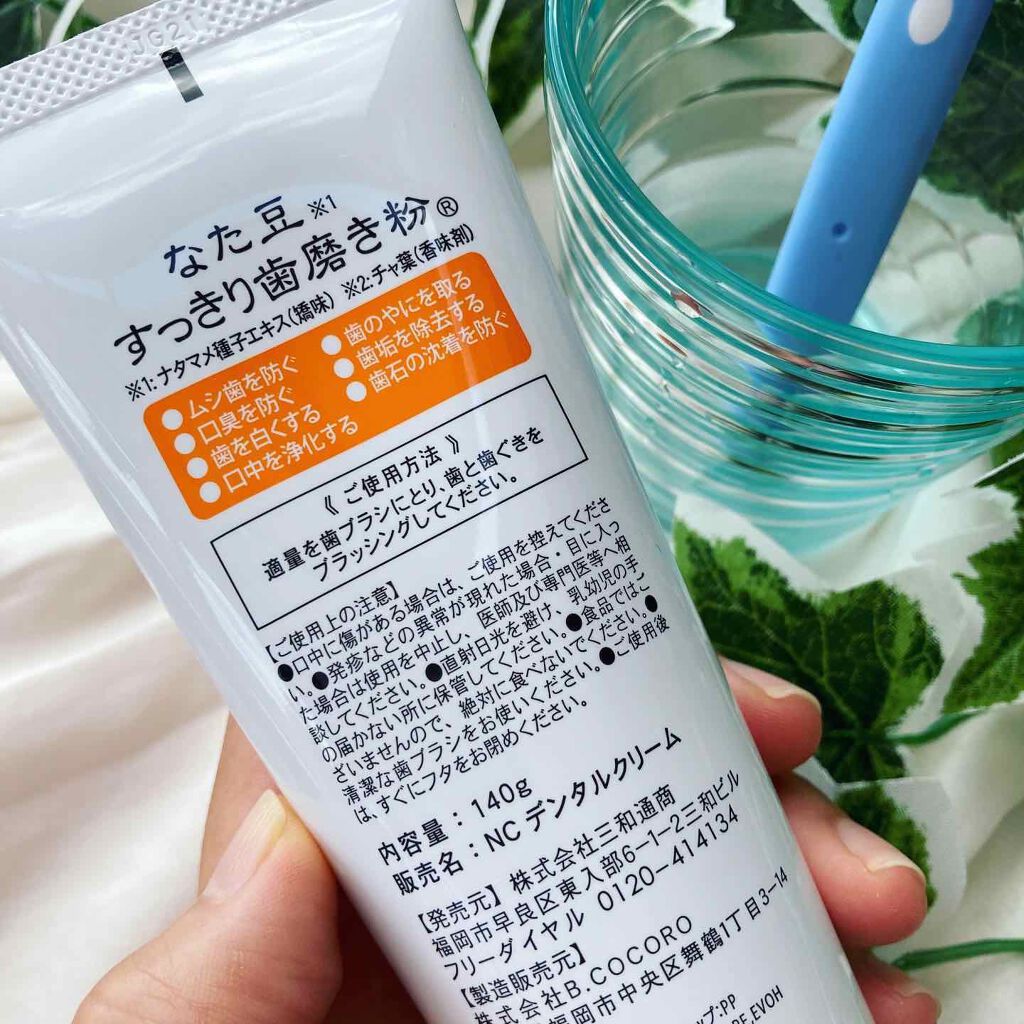 JG21
なた豆※1
すっきり歯磨き粉®
※1:ナタマメ種子エキス(矯味) ※2:チャ葉(香味剤)
●ムシ歯を防ぐ
●口臭を防ぐ
●歯を白くする
●口中を浄化する
●歯のやにを取る
●歯垢を除去する
●歯石の沈着を防ぐ
《 ご使用方法 》
適量を歯ブラシにとり、歯と歯ぐきを
ブラッシングしてください。
【ご使用上の注意】
●口中に傷がある場合は、ご使用を控えてくださ
い。●発疹などの異常が現れた場合・目に入っ
た場合は使用を中止し、医師及び専門医等へ相
談してください。●直射日光を避け、乳幼児の手
の届かない所に保管してください。●食品ではご
ざいませんので、絶対に食べないでください。●
清潔な歯ブラシをお使いください。●ご使用後
は、すぐにフタをお閉めください。
内容量:140g
販売名:NCデンタルクリーム
【発売元】株式会社三和通商
福岡市早良区東入部6-1-2三和ビル
フリーダイヤル 0120-414134
【製造販売元】
株式会社B.COCORO
福岡市中央区舞鶴1丁目3-14
ップ:PP
PE,EVOH